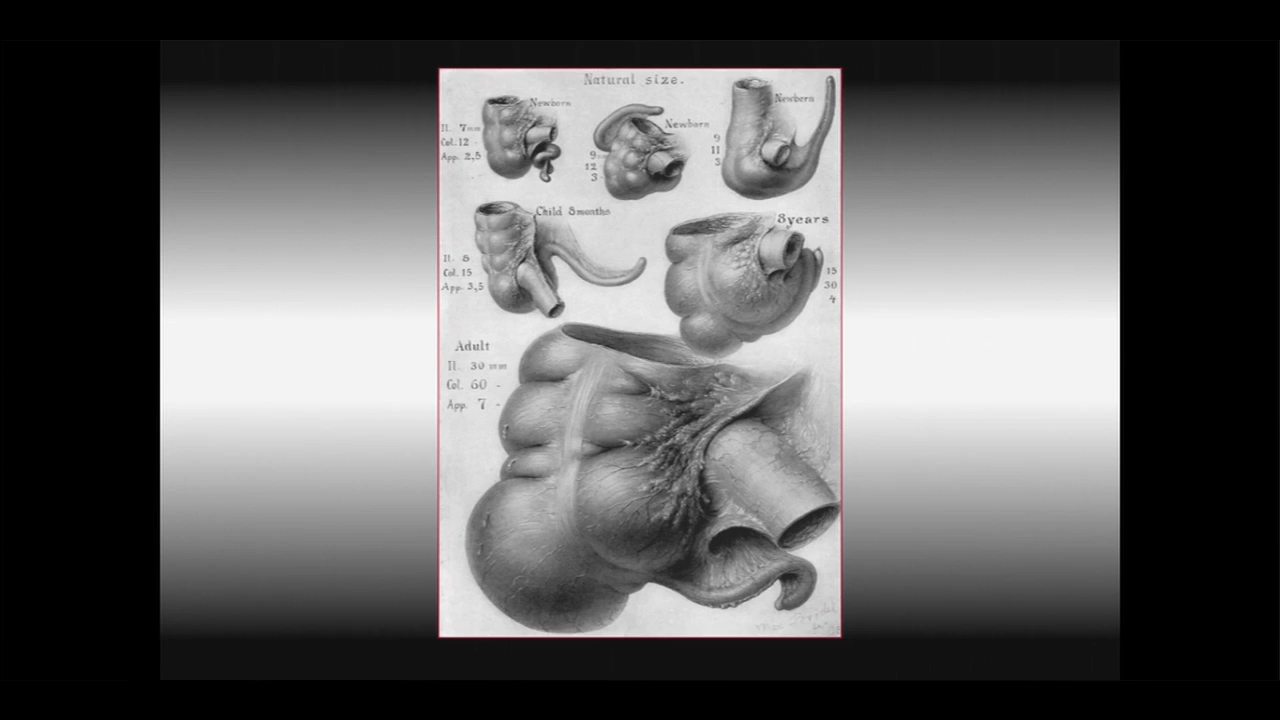 Natural size.
Newborn
Il. 7mm
Col. 12 -
App. 2,5
Newborn
9
12
3
Newborn
9
11
3
Child 8months
Il. 8
Col. 15
App. 3,5
8years
15
30
4
Adult
Il. 30 mm
Col. 60 -
App. 7 -